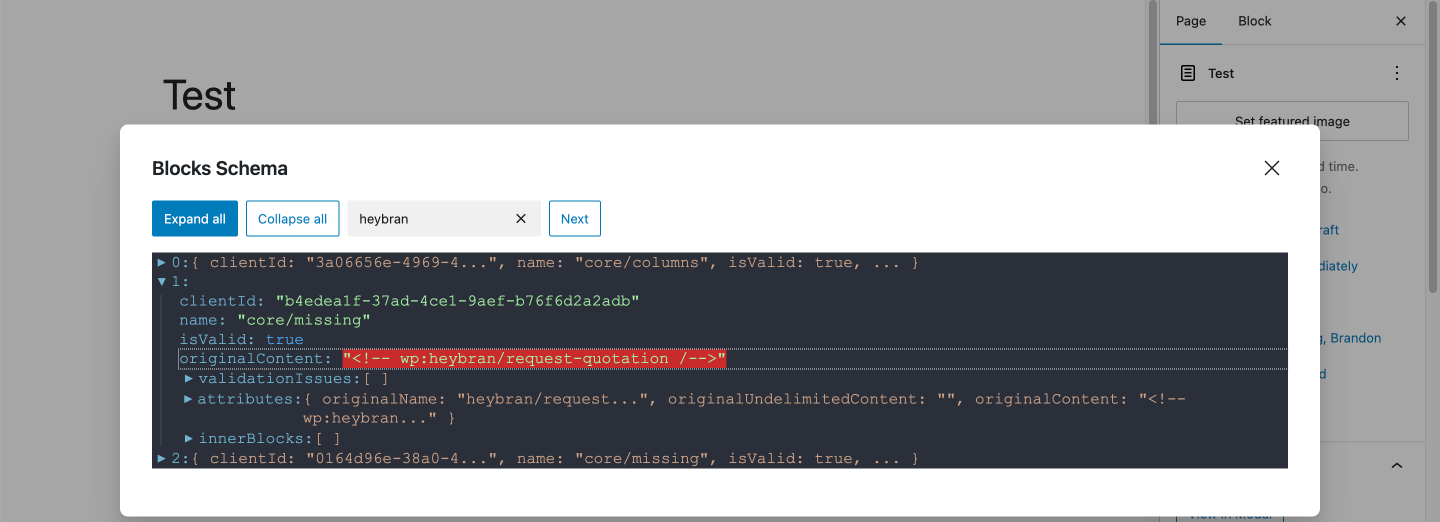 Page Block
Test
Test
Set featured image
Blocks Schema
d time.
o.
Expand all Collapse all heybran Next
raft
0:{ clientId: "3a06656e-4969-4...", name: "core/columns", isValid: true, ... }
diately
1:
clientId: "b4edea1f-37ad-4ce1-9aef-b76f6d2a2adb"
name: "core/missing"
isValid: true
g, Brandon
originalContent: "<!-- wp:heybran/request-quotation /-->"
d
validationIssues:[ ]
attributes:{ originalName: "heybran/request...", originalUndelimitedContent: "", originalContent: "<!--
wp:heybran..." }
innerBlocks:[ ]
2:{ clientId: "0164d96e-38a0-4...", name: "core/missing", isValid: true, ... }
View in Modal